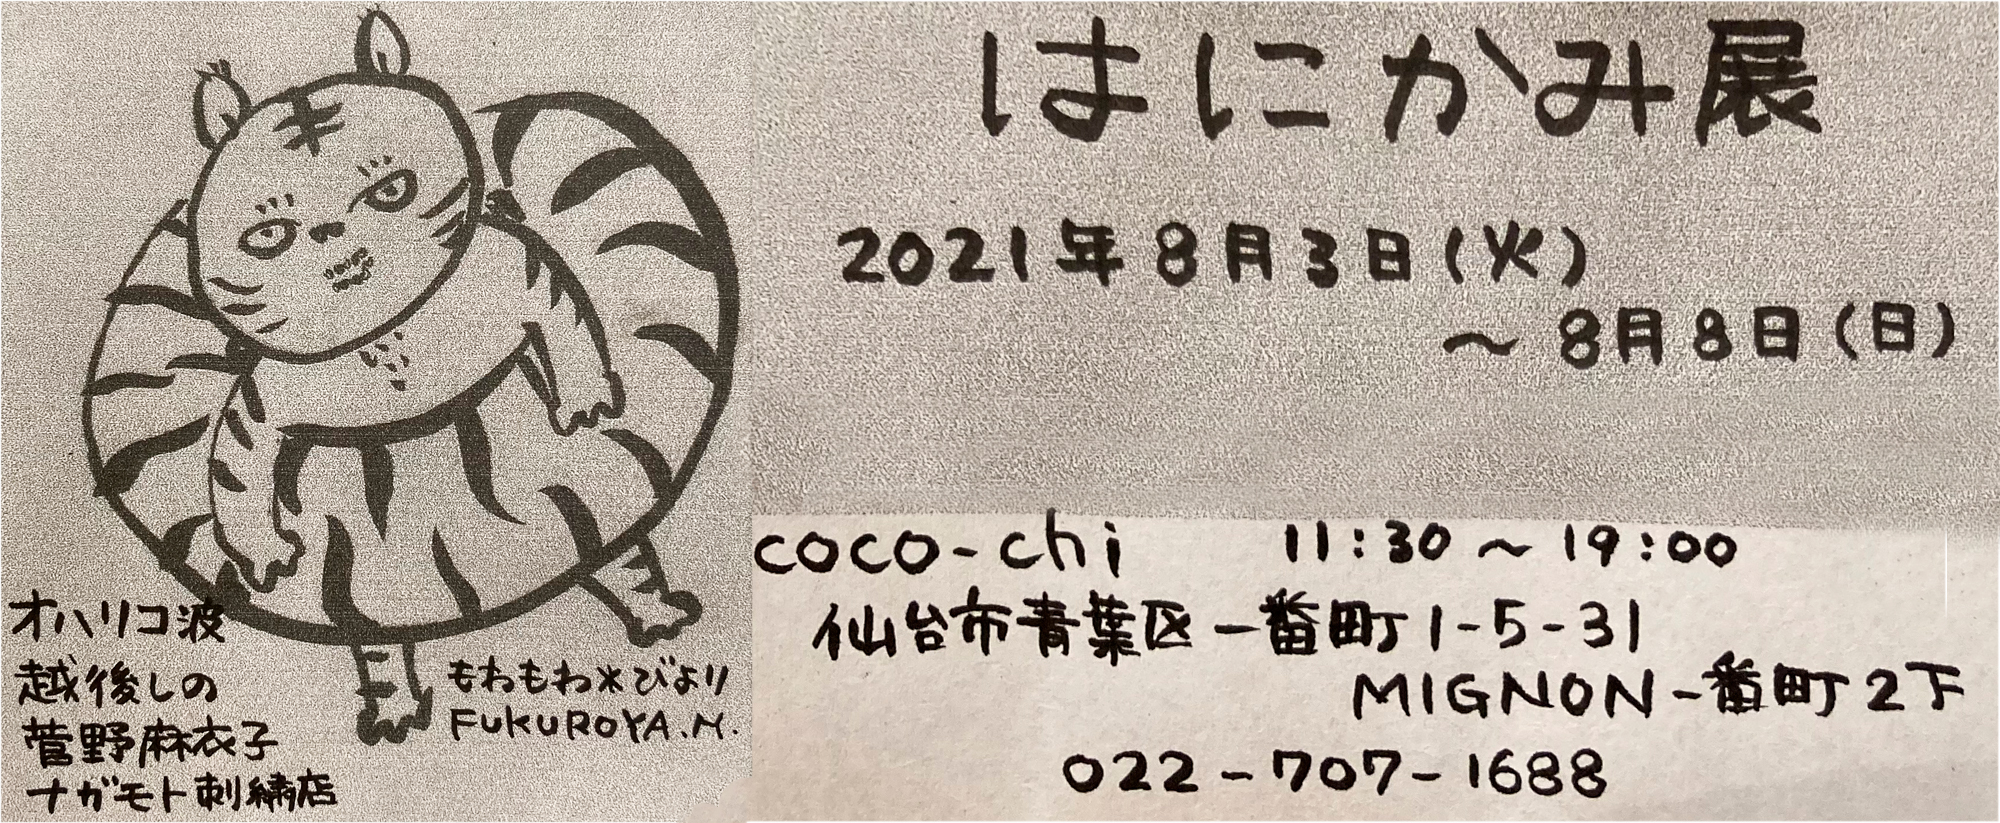 はにかみ展
2021年8月3日(火)
～8月8日(日)
coco-chi 11:30～19:00
仙台市青葉区一番町1-5-31
MIGNON一番町2下
022-707-1688
オハリコ波
越後しの
菅野麻衣子
ナガモト刺繍店
もわもわ*びより
FUKUROYA.M.